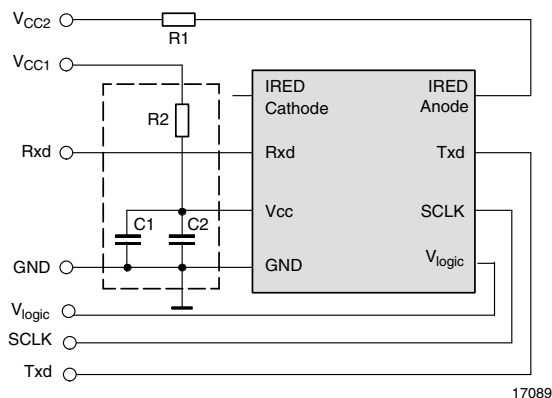 VCC2
R1
VCC1
IRED Cathode
IRED Anode
R2
Rxd
Rxd
Txd
C1
C2
Vcc
SCLK
GND
GND
Vlogic
Vlogic
SCLK
Txd
17089